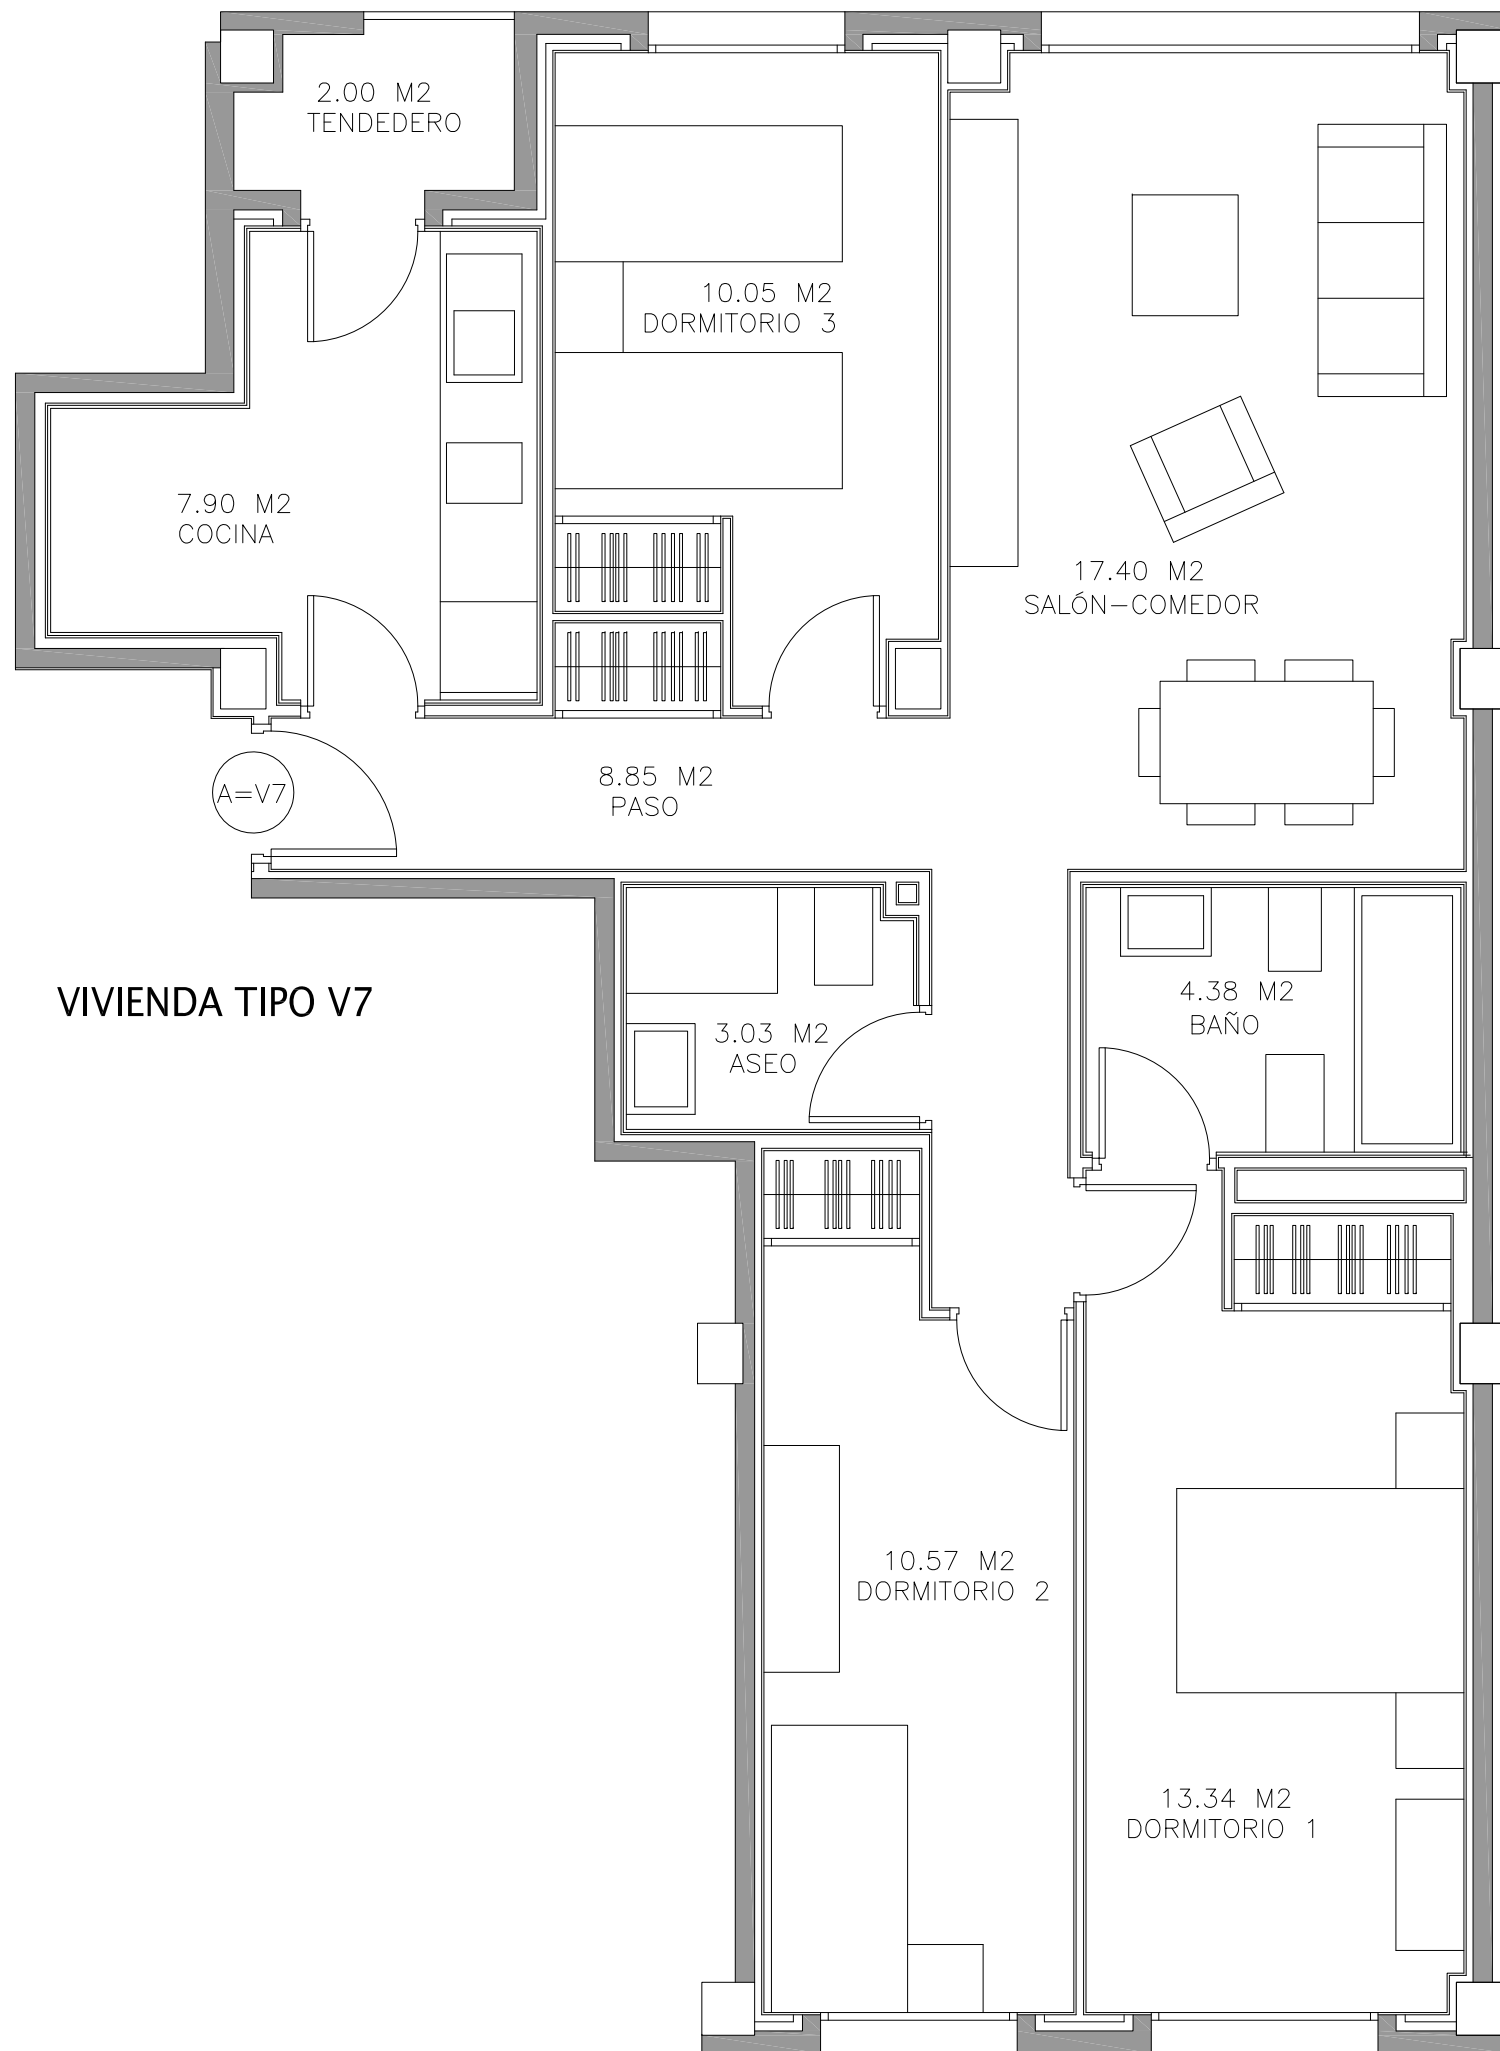 2.00 M2
TENDEDERO
10.05 M2
DORMITORIO 3
7.90 M2
COCINA
17.40 M2
SALÓN-COMEDOR
A=V7
8.85 M2
PASO
VIVIENDA TIPO V7
3.03 M2
ASEO
4.38 M2
BAÑO
10.57 M2
DORMITORIO 2
13.34 M2
DORMITORIO 1